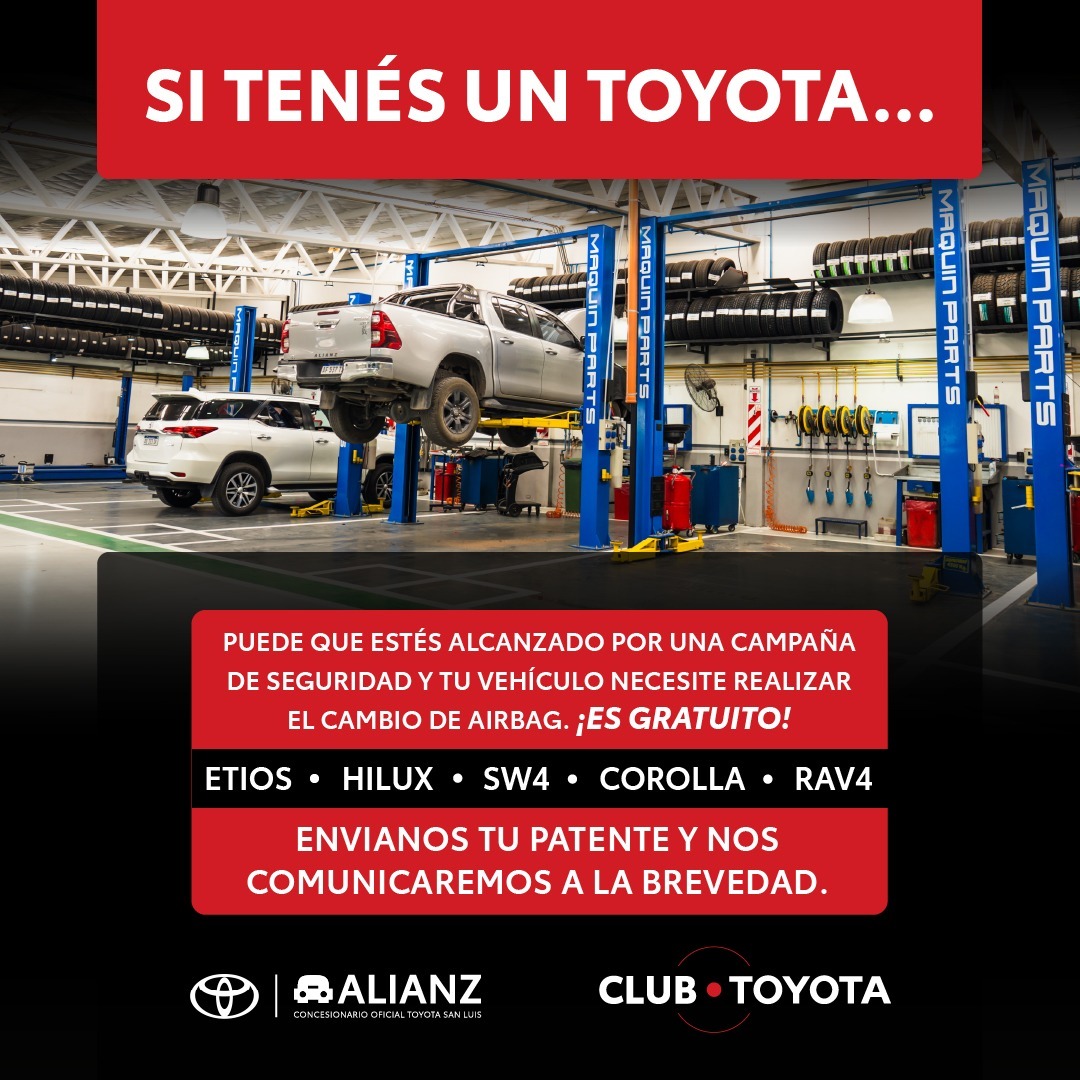 SI TENÉS UN TOYOTA...
MAQUIN PARTS
MAQUIN PARTS
MAQUIN PARTS
MAQUIN PARTS
ALIANZ
PUEDE QUE ESTÉS ALCANZADO POR UNA CAMPAÑA
DE SEGURIDAD Y TU VEHÍCULO NECESITE REALIZAR
EL CAMBIO DE AIRBAG. ¡ES GRATUITO!
ETIOS • HILUX • SW4 • COROLLA • RAV4
ENVIANOS TU PATENTE Y NOS
COMUNICAREMOS A LA BREVEDAD.
ALIANZ
CONCESIONARIO OFICIAL TOYOTA SAN LUIS
CLUB • TOYOTA